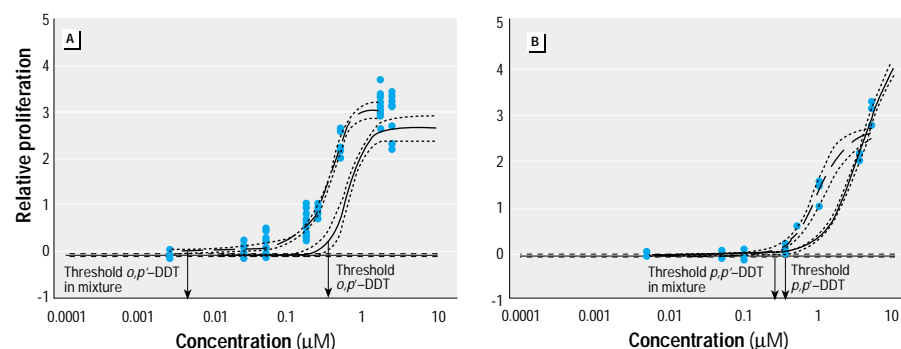 A
5
4
3
2
1
0
-1
Relative proliferation
Threshold o,p′–DDT
in mixture
Threshold
o,p′–DDT
0.0001 0.001 0.01 0.1 1 10
Concentration (µM)
B
5
4
3
2
1
0
-1
Threshold p,p′–DDT
in mixture
Threshold
p,p′–DDT
0.0001 0.001 0.01 0.1 1 10
Concentration (µM)